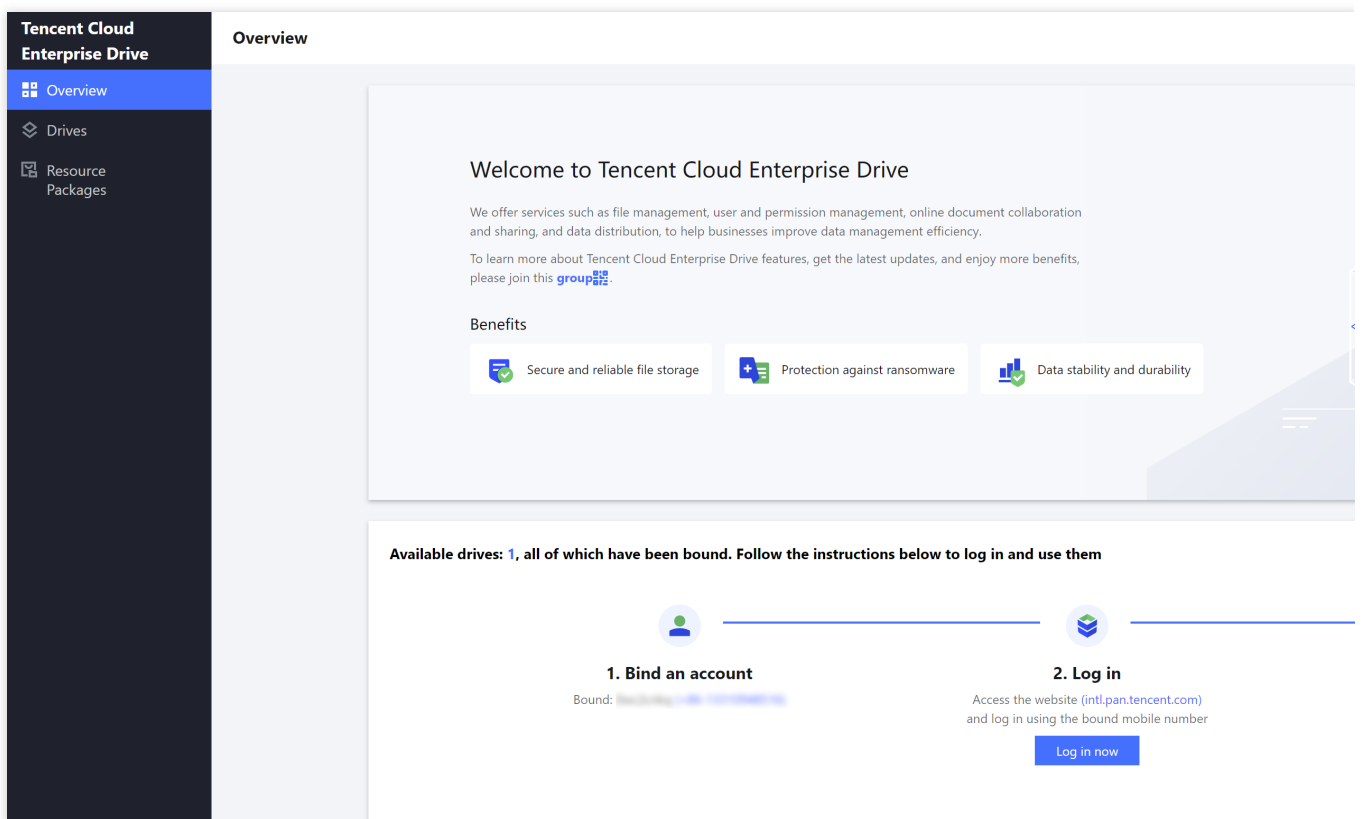 Tencent Cloud
Enterprise Drive
Overview
Overview
Drives
Resource
Packages
Welcome to Tencent Cloud Enterprise Drive
We offer services such as file management, user and permission management, online document collaboration
and sharing, and data distribution, to help businesses improve data management efficiency.
To learn more about Tencent Cloud Enterprise Drive features, get the latest updates, and enjoy more benefits,
please join this group.
Benefits
Secure and reliable file storage
Protection against ransomware
Data stability and durability
Available drives: 1, all of which have been bound. Follow the instructions below to log in and use them
1. Bind an account
Bound:
2. Log in
Access the website (intl.pan.tencent.com)
and log in using the bound mobile number
Log in now